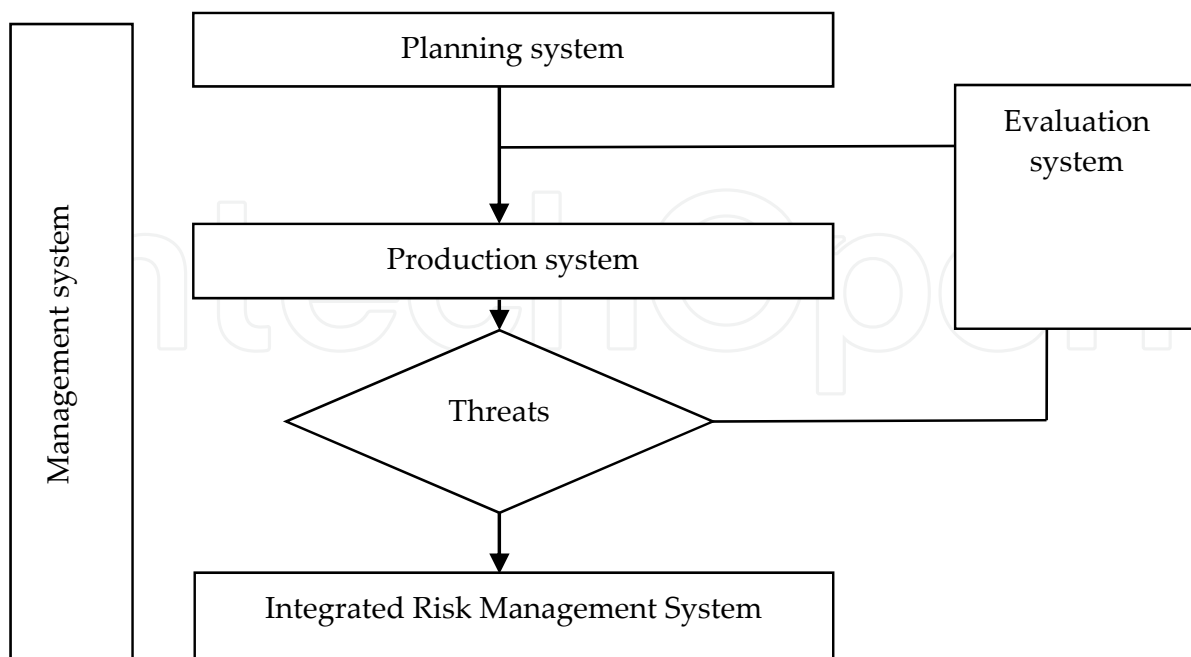 Planning system
Evaluation
system
Management system
Production system
Threats
Integrated Risk Management System